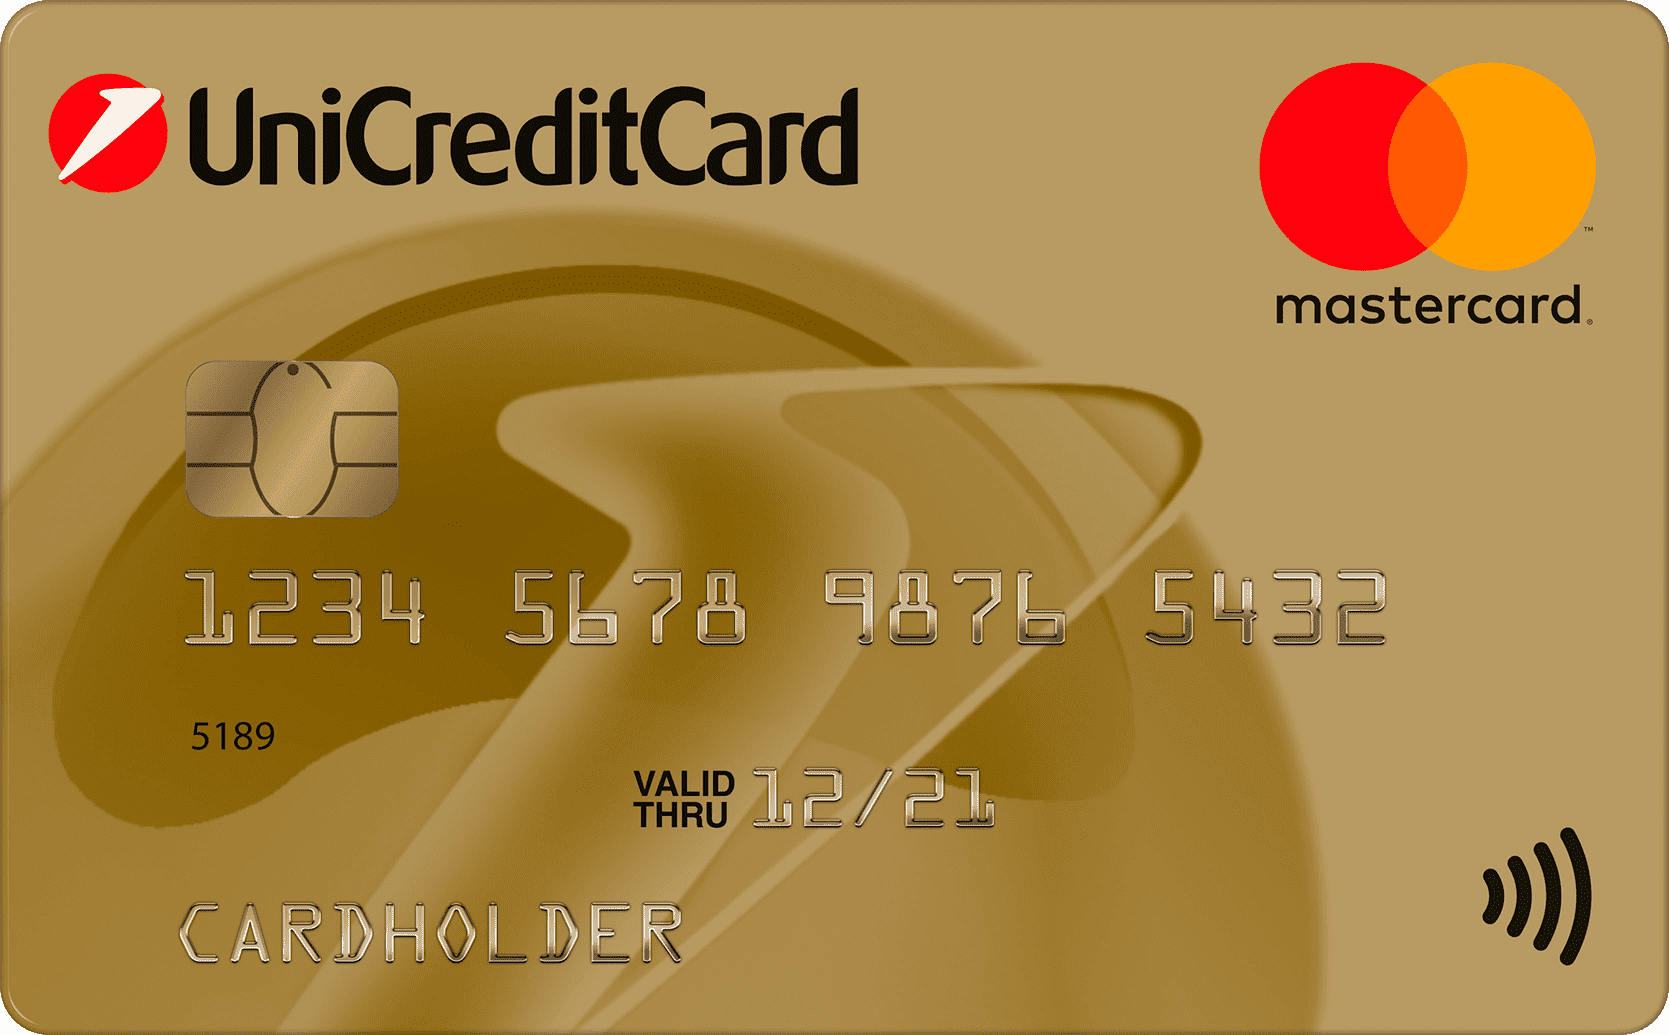 UniCreditCard
mastercard
1234 5678 9876 5432
5189
VALID THRU 12/21
CARDHOLDER